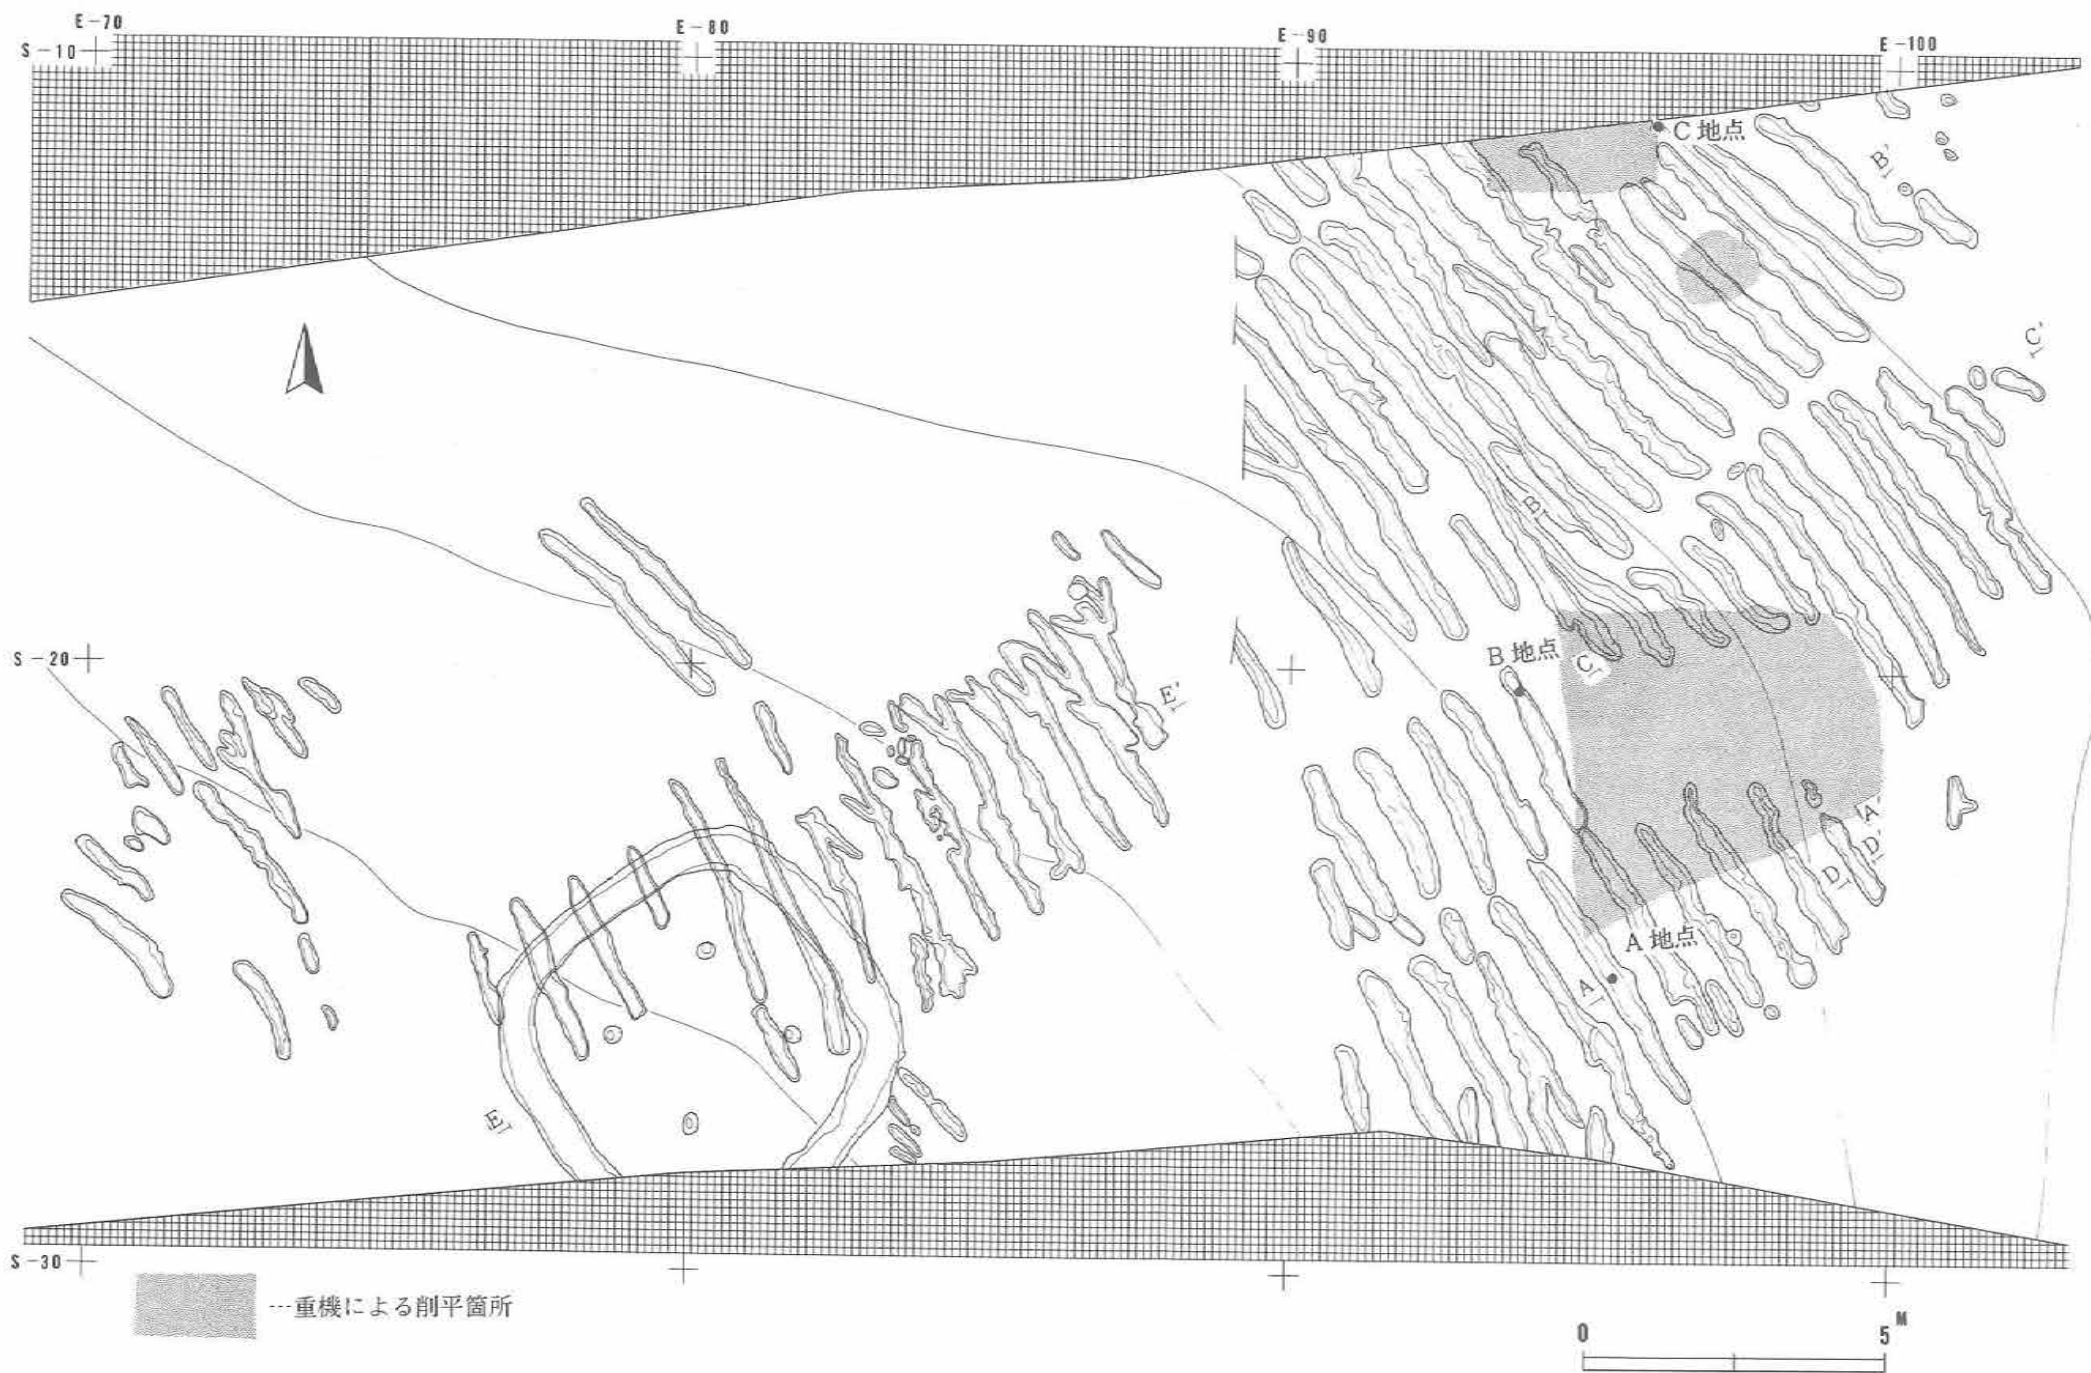 E-70
E-80
E-90
E-100
S-10
C 地点
B'
C'
B
S-20
B 地点
C
E'
A'
D'
D
A 地点
A
E
S-30
---重機による削平箇所
0 5 M